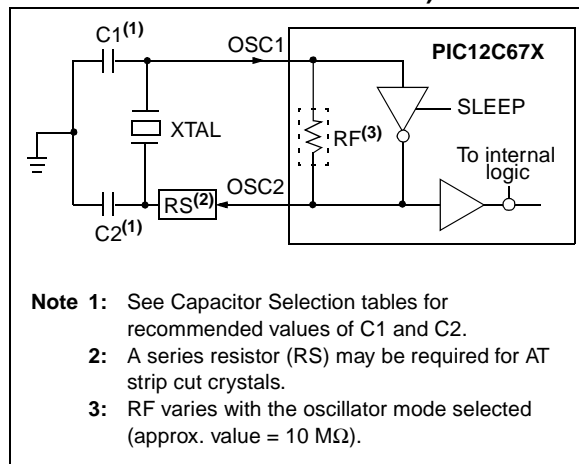 C1(1)
OSC1
PIC12C67X
SLEEP
XTAL
RF(3)
To internal
logic
OSC2
RS(2)
C2(1)
Note 1: See Capacitor Selection tables for
recommended values of C1 and C2.
2: A series resistor (RS) may be required for AT
strip cut crystals.
3: RF varies with the oscillator mode selected
(approx. value = 10 MΩ).